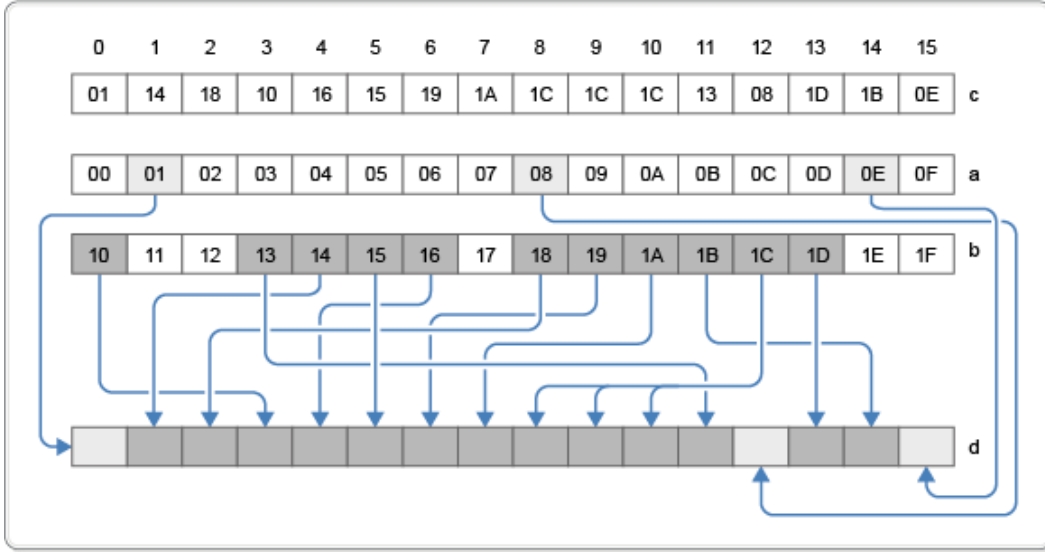 0 1 2 3 4 5 6 7 8 9 10 11 12 13 14 15
01 14 18 10 16 15 19 1A 1C 1C 1C 13 08 1D 1B 0E c
00 01 02 03 04 05 06 07 08 09 0A 0B 0C 0D 0E 0F a
10 11 12 13 14 15 16 17 18 19 1A 1B 1C 1D 1E 1F b
d